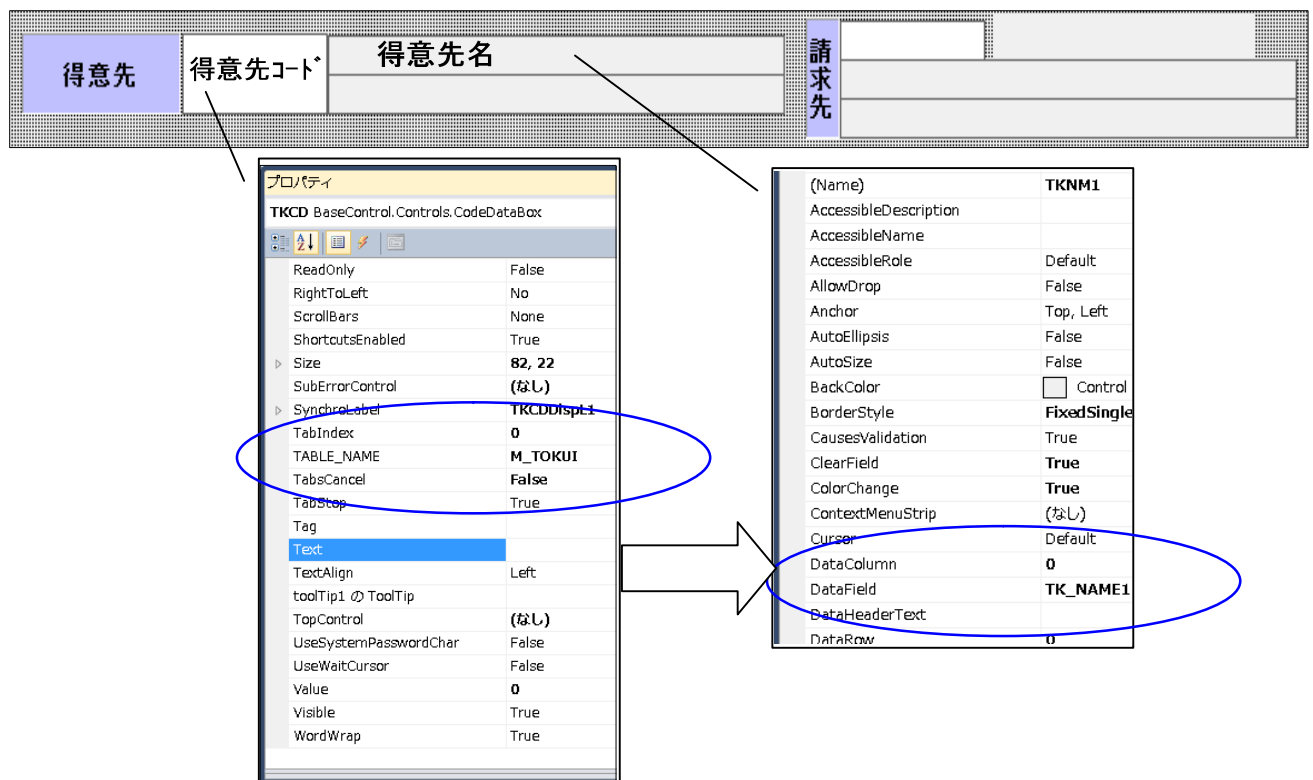 得意先
得意先ｺｰﾄﾞ
得意先名
請求先
プロパティ
TKCD BaseControl.Controls.CodeDataBox
ReadOnly False
RightToLeft No
ScrollBars None
ShortcutsEnabled True
Size 82, 22
SubErrorControl (なし)
SynchroLabel TKCDDispL1
TabIndex 0
TABLE_NAME M_TOKUI
TabsCancel False
TabStop True
Tag
Text
TextAlign Left
toolTip1 の ToolTip
TopControl (なし)
UseSystemPasswordChar False
UseWaitCursor False
Value 0
Visible True
WordWrap True
(Name) TKNM1
AccessibleDescription
AccessibleName
AccessibleRole Default
AllowDrop False
Anchor Top, Left
AutoEllipsis False
AutoSize False
BackColor Control
BorderStyle FixedSingle
CausesValidation True
ClearField True
ColorChange True
ContextMenuStrip (なし)
Cursor Default
DataColumn 0
DataField TK_NAME1
DataHeaderText
DataRow 0